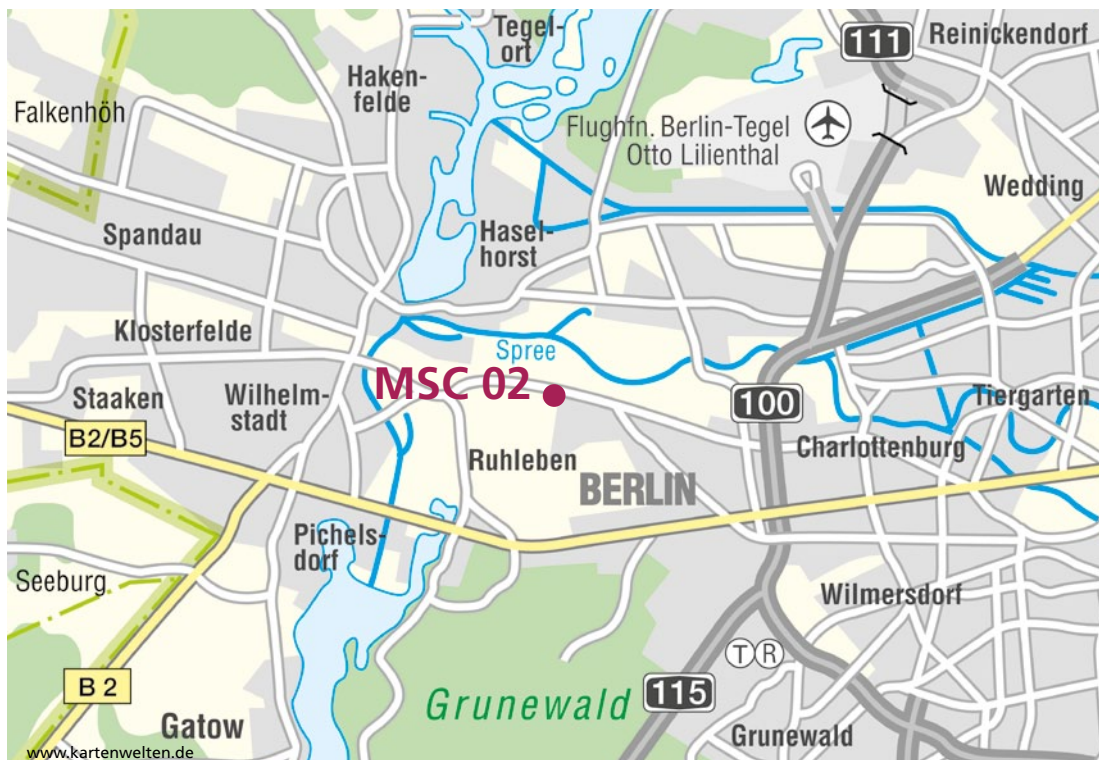 Tegel-
ort
111
Reinickendorf
Haken-
felde
Falkenhöh
Flughfn. Berlin-Tegel
Otto Lilienthal
Wedding
Spandau
Hasel-
horst
Klosterfelde
Spree
MSC 02
Staaken
Wilhelm-
stadt
100
Tiergarten
B2/B5
Charlottenburg
Ruhleben
BERLIN
Pichels-
dorf
Seeburg
Wilmersdorf
T R
B 2
Grunewald
115
Gatow
Grunewald
www.kartenwelten.de